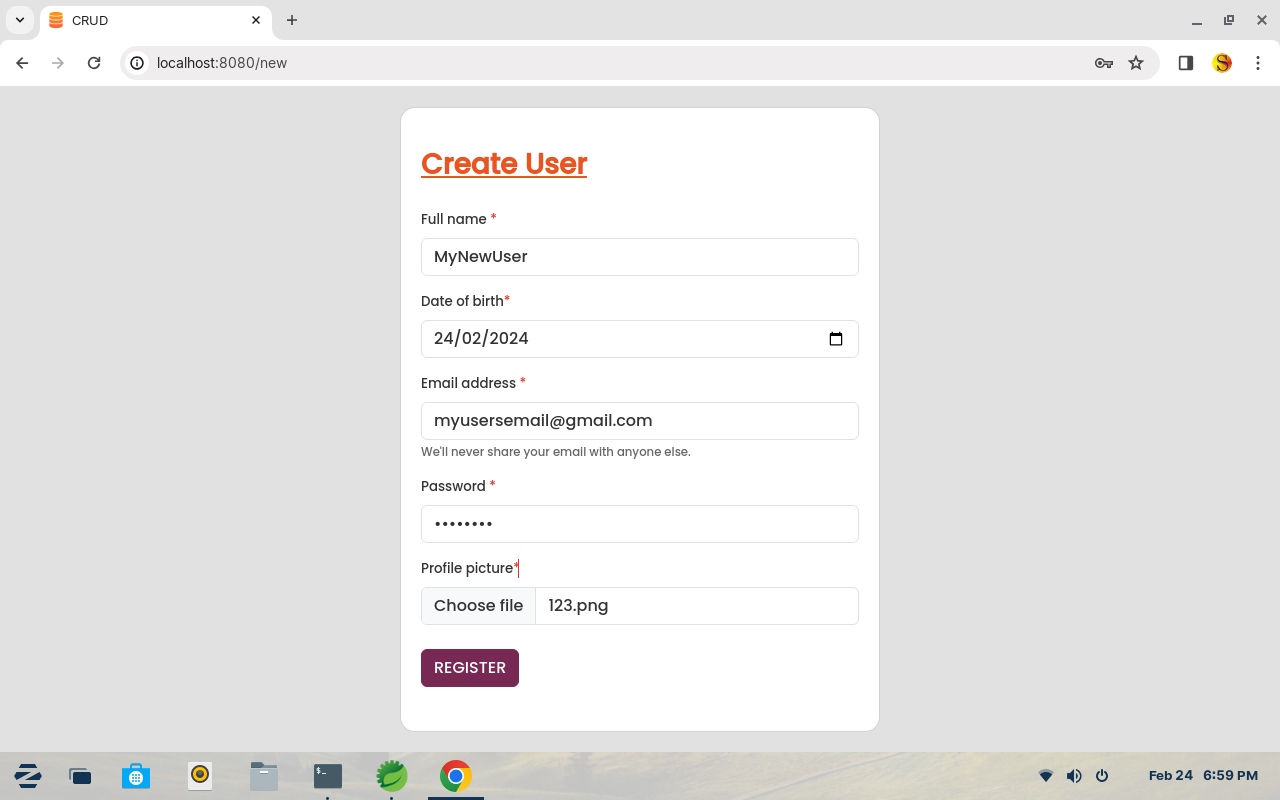 CRUD
localhost:8080/new
Create User
Full name *
MyNewUser
Date of birth*
24/02/2024
Email address *
myusersemail@gmail.com
We'll never share your email with anyone else.
Password *
••••••••
Profile picture*
Choose file 123.png
REGISTER
$_
Feb 24 6:59 PM